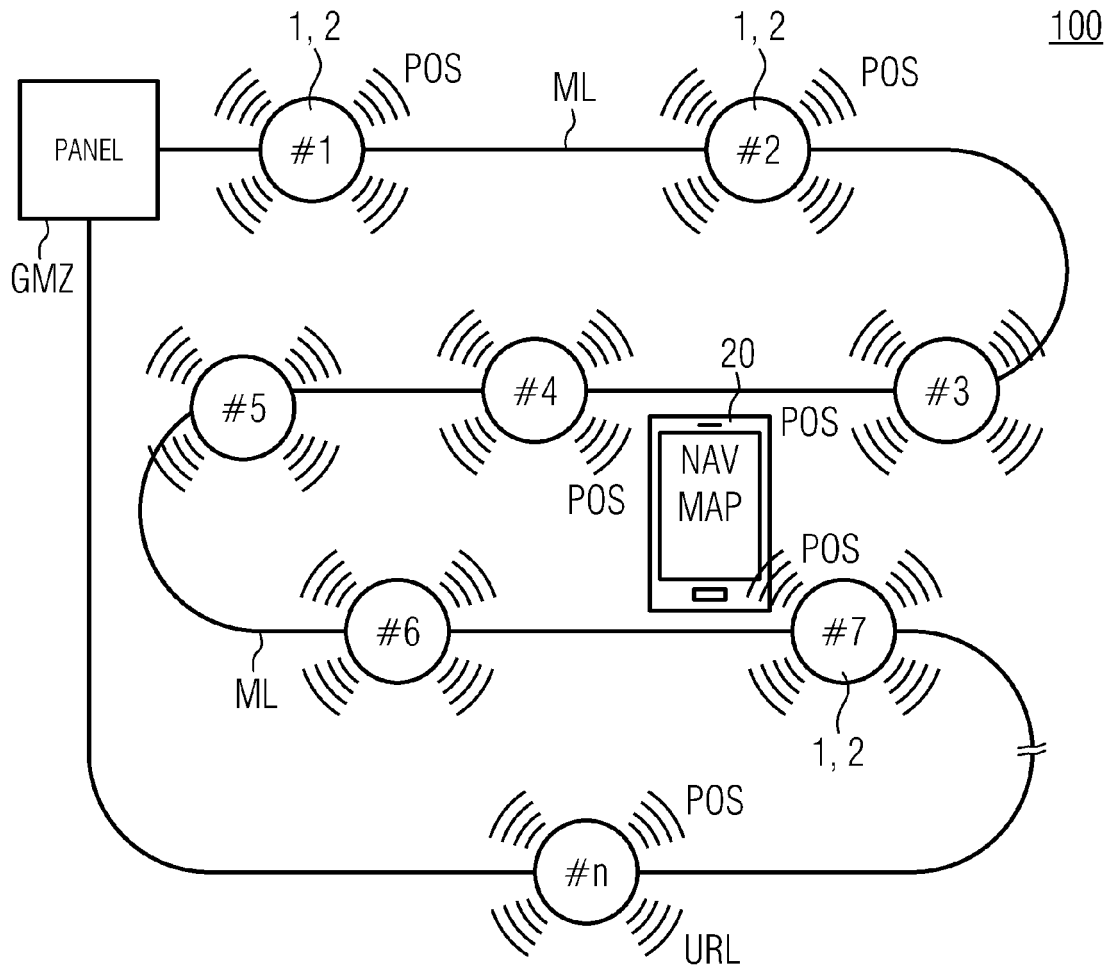 1, 2
1, 2
100
POS
POS
ML
PANEL
#1
#2
GMZ
20
#5
#4
POS
#3
NAV
MAP
POS
POS
#6
#7
ML
1, 2
POS
#n
URL